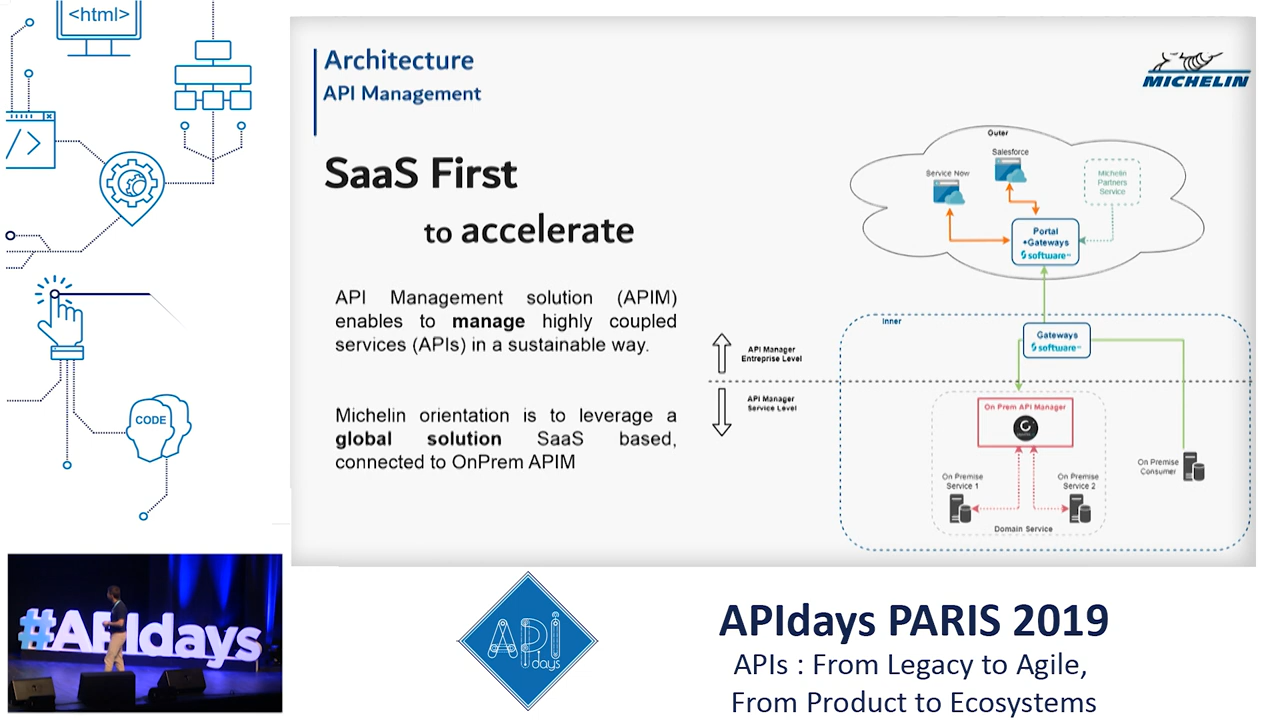 <html>
</>
CODE
Architecture
API Management
MICHELIN
SaaS First
to accelerate
API Management solution (APIM)
enables to manage highly coupled
services (APIs) in a sustainable way.
Michelin orientation is to leverage a
global solution SaaS based,
connected to OnPrem APIM
Outer
Salesforce
Service Now
Michelin
Partners
Service
Portal
+Gateways
software AG
Inner
Gateways
software AG
API Manager
Entreprise Level
API Manager
Service Level
On Prem API Manager
On Premise
Service 1
On Premise
Service 2
Domain Service
On Premise
Consumer
#APIdays
API
days
APIdays PARIS 2019
APIs : From Legacy to Agile,
From Product to Ecosystems